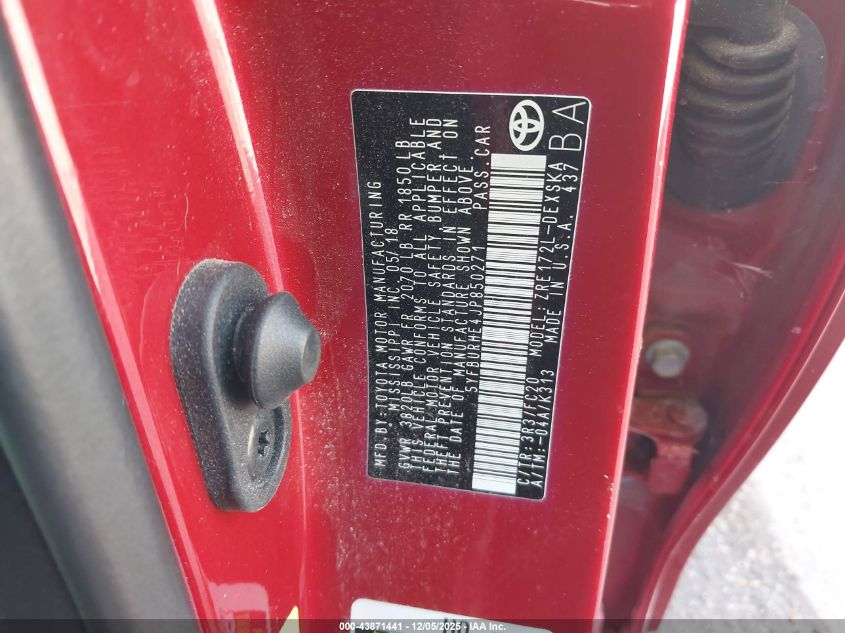 MFD.BY:TOYOTA MOTOR MANUFACTURING
MISSISSIPPI INC. 05/18
GVWR 3820LB GAWR FR 2070LB RR 1850LB
THIS VEHICLE CONFORMS TO ALL APPLICABLE
FEDERAL MOTOR VEHICLE SAFETY, BUMPER, AND
THEFT PREVENTION STANDARDS IN EFFECT ON
THE DATE OF MANUFACTURE SHOWN ABOVE.
5YFBURHE4JP850271 PASS.CAR
C/TR:3R3/FC20 MODEL:ZRE172L-DEXSKA
A/TM:-04A/K313 MADE IN U.S.A. 437
BA
000-43871441 - 12/05/2025 - IAA Inc.